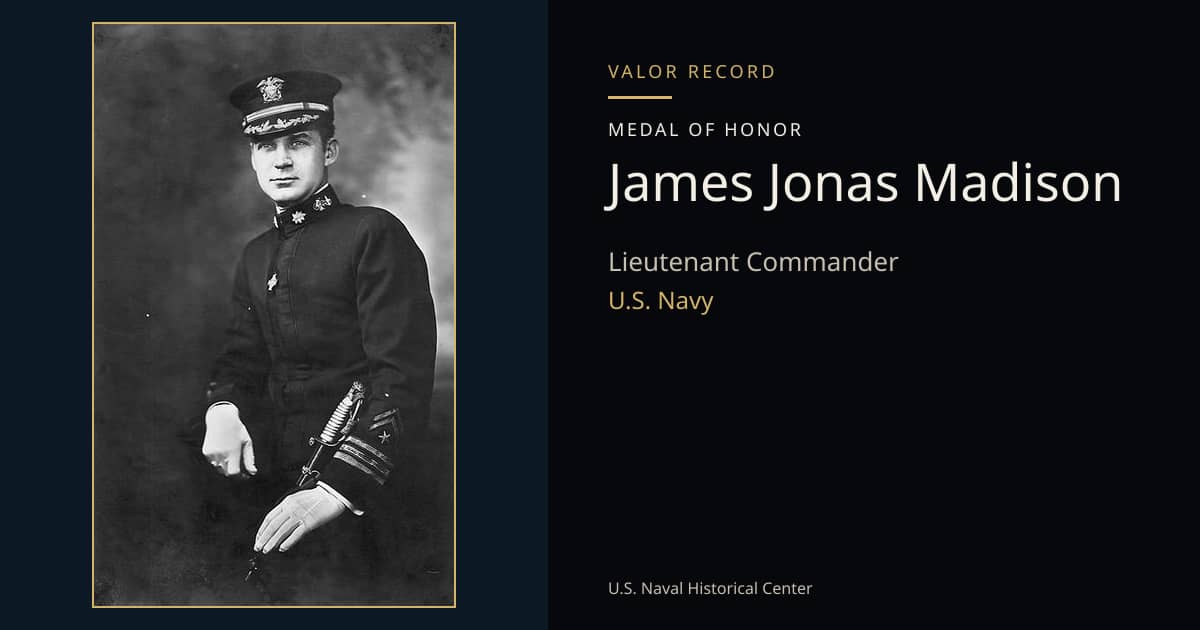 VALOR RECORD
MEDAL OF HONOR
James Jonas Madison
Lieutenant Commander
U.S. Navy
U.S. Naval Historical Center